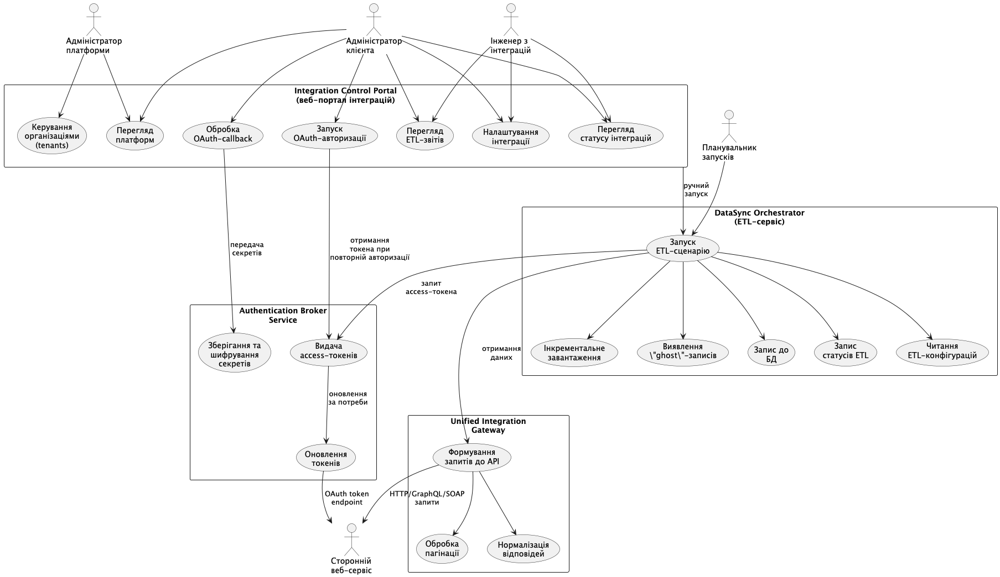 Адміністратор
платформи
Адміністратор
клієнта
Інженер з
інтеграцій
Integration Control Portal
(веб-портал інтеграцій)
Керування
організаціями
(tenants)
Перегляд
платформ
Обробка
OAuth-callback
Запуск
OAuth-авторизації
Перегляд
ETL-звітів
Налаштування
інтеграції
Перегляд
статусу інтеграцій
Планувальник
запусків
ручний
запуск
DataSync Orchestrator
(ETL-сервіс)
Запуск
ETL-сценарію
передача
секретів
отримання
токена при
повторній авторизації
запит
access-токена
Authentication Broker
Service
Зберігання та
шифрування
секретів
Видача
access-токенів
отримання
даних
Інкрементальне
завантаження
Виявлення
\"ghost\"-записів
Запис до
БД
Запис
статусів ETL
Читання
ETL-конфігурацій
оновлення
за потреби
Unified Integration
Gateway
Оновлення
токенів
Формування
запитів до API
OAuth token
endpoint
HTTP/GraphQL/SOAP
запити
Обробка
пагінації
Нормалізація
відповідей
Сторонній
веб-сервіс